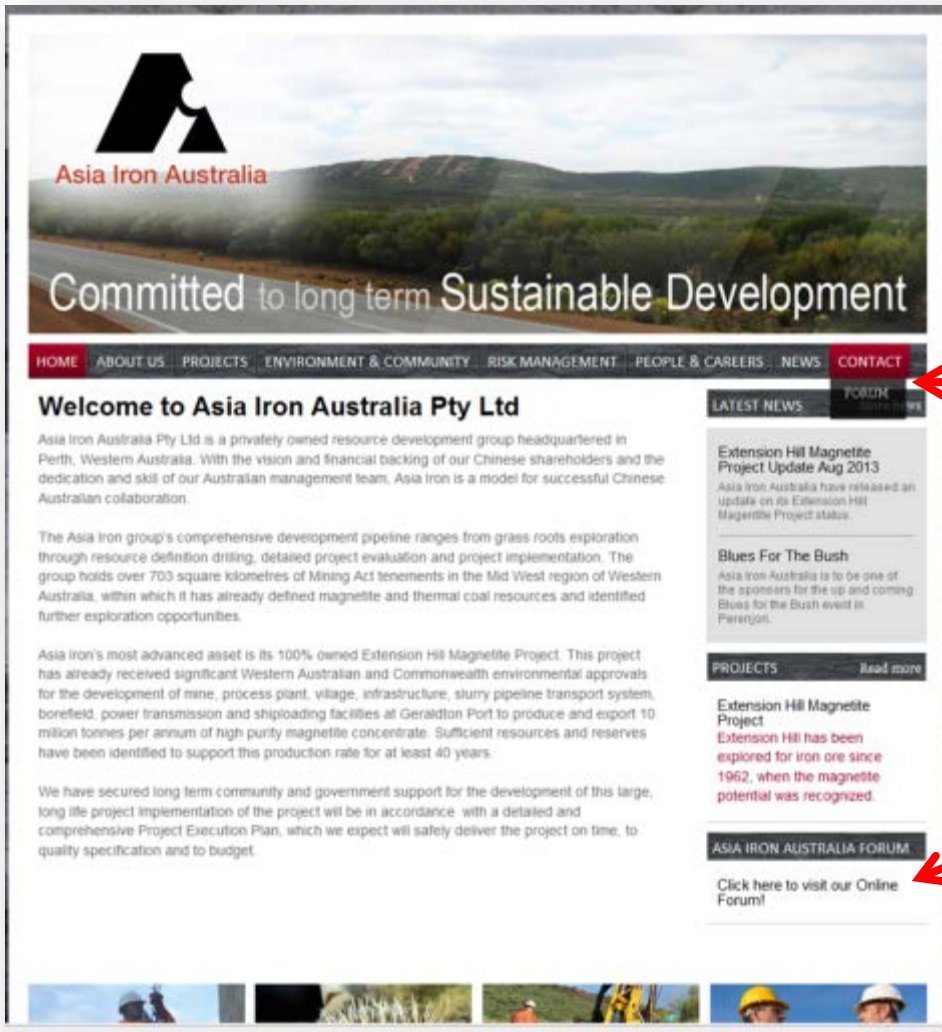 Asia Iron Australia
Committed to long term Sustainable Development
HOME ABOUT US PROJECTS ENVIRONMENT & COMMUNITY RISK MANAGEMENT PEOPLE & CAREERS NEWS CONTACT
FORUM
Welcome to Asia Iron Australia Pty Ltd
Asia Iron Australia Pty Ltd is a privately owned resource development group headquartered in
Perth, Western Australia. With the vision and financial backing of our Chinese shareholders and the
dedication and skill of our Australian management team, Asia Iron is a model for successful Chinese
Australian collaboration.
The Asia Iron group's comprehensive development pipeline ranges from grass roots exploration
through resource definition drilling, detailed project evaluation and project implementation. The
group holds over 703 square kilometres of Mining Act tenements in the Mid West region of Western
Australia, within which it has already defined magnetite and thermal coal resources and identified
further exploration opportunities.
Asia Iron's most advanced asset is its 100% owned Extension Hill Magnetite Project. This project
has already received significant Western Australian and Commonwealth environmental approvals
for the development of mine, process plant, village, infrastructure, slurry pipeline transport system,
borefield, power transmission and shiploading facilities at Geraldton Port to produce and export 10
million tonnes per annum of high purity magnetite concentrate. Sufficient resources and reserves
have been identified to support this production rate for at least 40 years.
We have secured long term community and government support for the development of this large,
long life project implementation of the project will be in accordance with a detailed and
comprehensive Project Execution Plan, which we expect will safely deliver the project on time, to
quality specification and to budget.
LATEST NEWS
Extension Hill Magnetite
Project Update Aug 2013
Asia Iron Australia have released an
update on its Extension Hill
Magentite Project status.
Blues For The Bush
Asia Iron Australia is to be one of
the sponsors for the up and coming
Blues for the Bush event in
Perenjori.
PROJECTS Read more
Extension Hill Magnetite
Project
Extension Hill has been
explored for iron ore since
1962, when the magnetite
potential was recognized.
ASIA IRON AUSTRALIA FORUM
Click here to visit our Online
Forum!